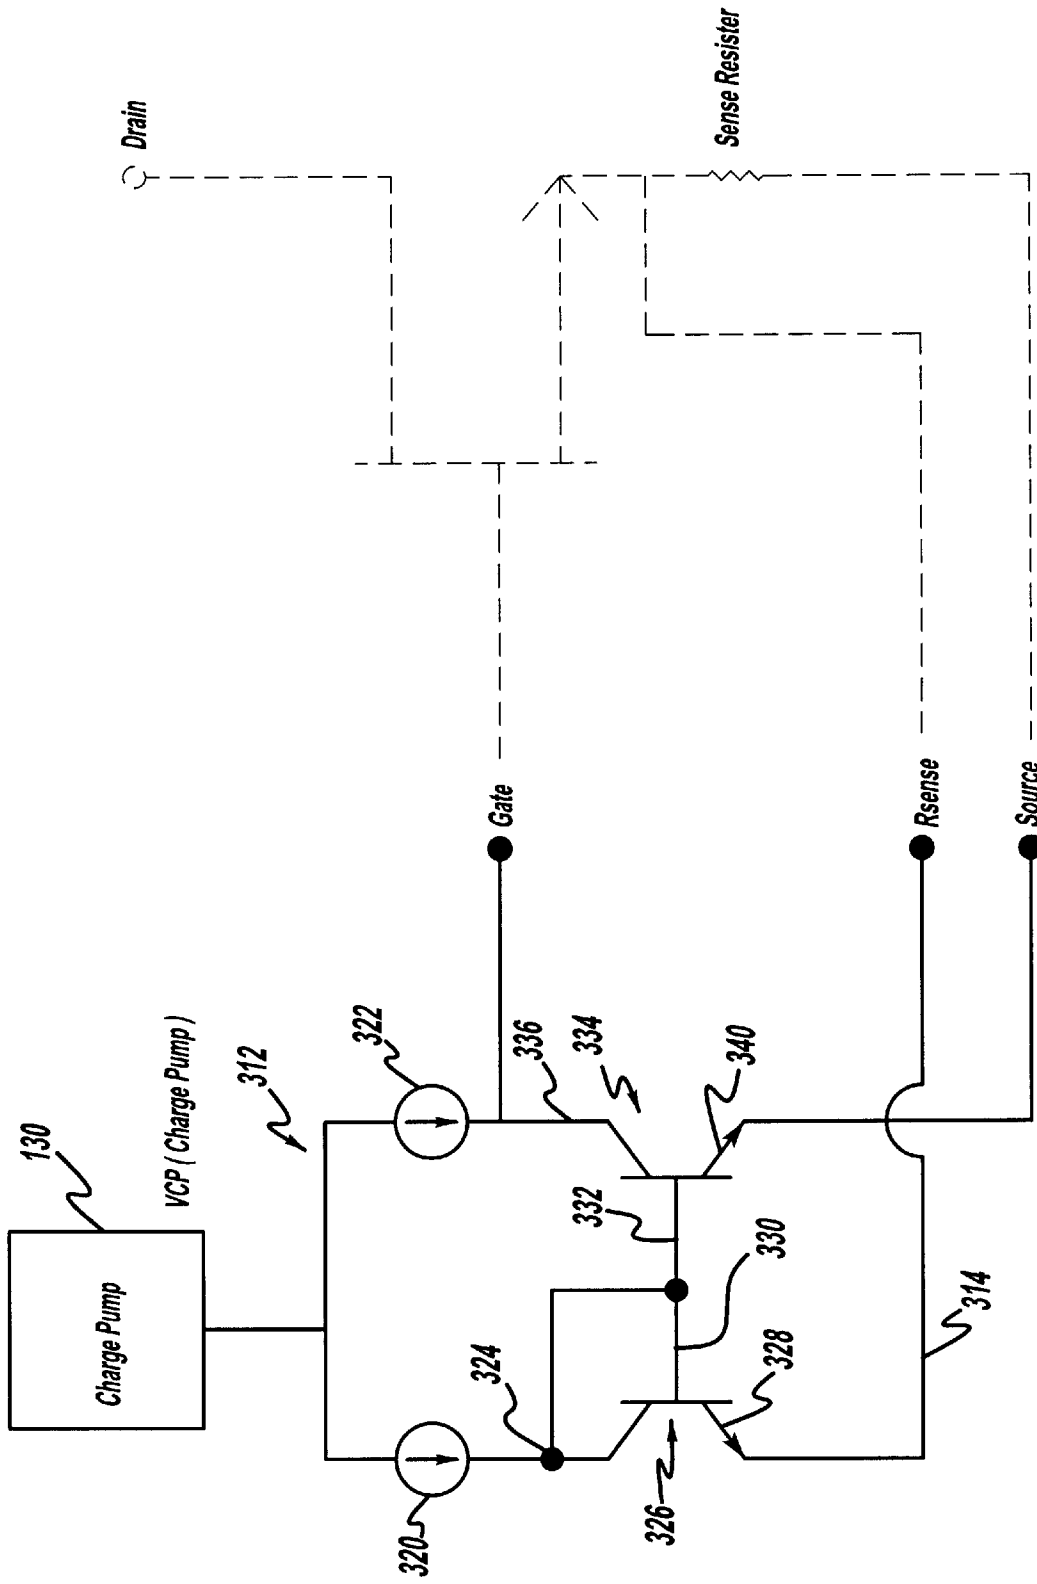 130
Charge Pump
VCP ( Charge Pump )
312
320
322
324
336
334
326
328
330
332
340
314
Gate
Rsense
Source
Drain
Sense Resister